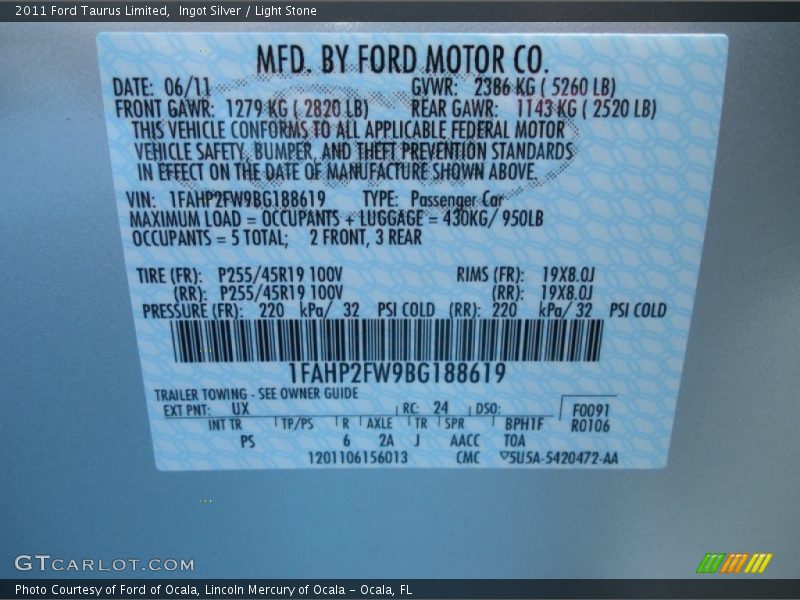 2011 Ford Taurus Limited, Ingot Silver / Light Stone
MFD. BY FORD MOTOR CO.
DATE: 06/11 GVWR: 2386 KG ( 5260 LB)
FRONT GAWR: 1279 KG ( 2820 LB) REAR GAWR: 1143 KG ( 2520 LB)
THIS VEHICLE CONFORMS TO ALL APPLICABLE FEDERAL MOTOR
VEHICLE SAFETY, BUMPER, AND THEFT PREVENTION STANDARDS
IN EFFECT ON THE DATE OF MANUFACTURE SHOWN ABOVE.
VIN: 1FAHP2FW9BG188619 TYPE: Passenger Car
MAXIMUM LOAD = OCCUPANTS + LUGGAGE = 430KG/ 950LB
OCCUPANTS = 5 TOTAL; 2 FRONT, 3 REAR
TIRE (FR): P255/45R19 100V RIMS (FR): 19X8.0J
(RR): P255/45R19 100V (RR): 19X8.0J
PRESSURE (FR): 220 kPa/ 32 PSI COLD (RR): 220 kPa/ 32 PSI COLD
1FAHP2FW9BG188619
TRAILER TOWING - SEE OWNER GUIDE
EXT PNT: UX RC: 24 DSO: F0091
INT TR TP/PS R AXLE TR SPR BPH1F R0106
PS 6 2A J AACC TOA
1201106156013 CMC ▽5U5A-5420472-AA
GTCARLOT.COM
Photo Courtesy of Ford of Ocala, Lincoln Mercury of Ocala - Ocala, FL